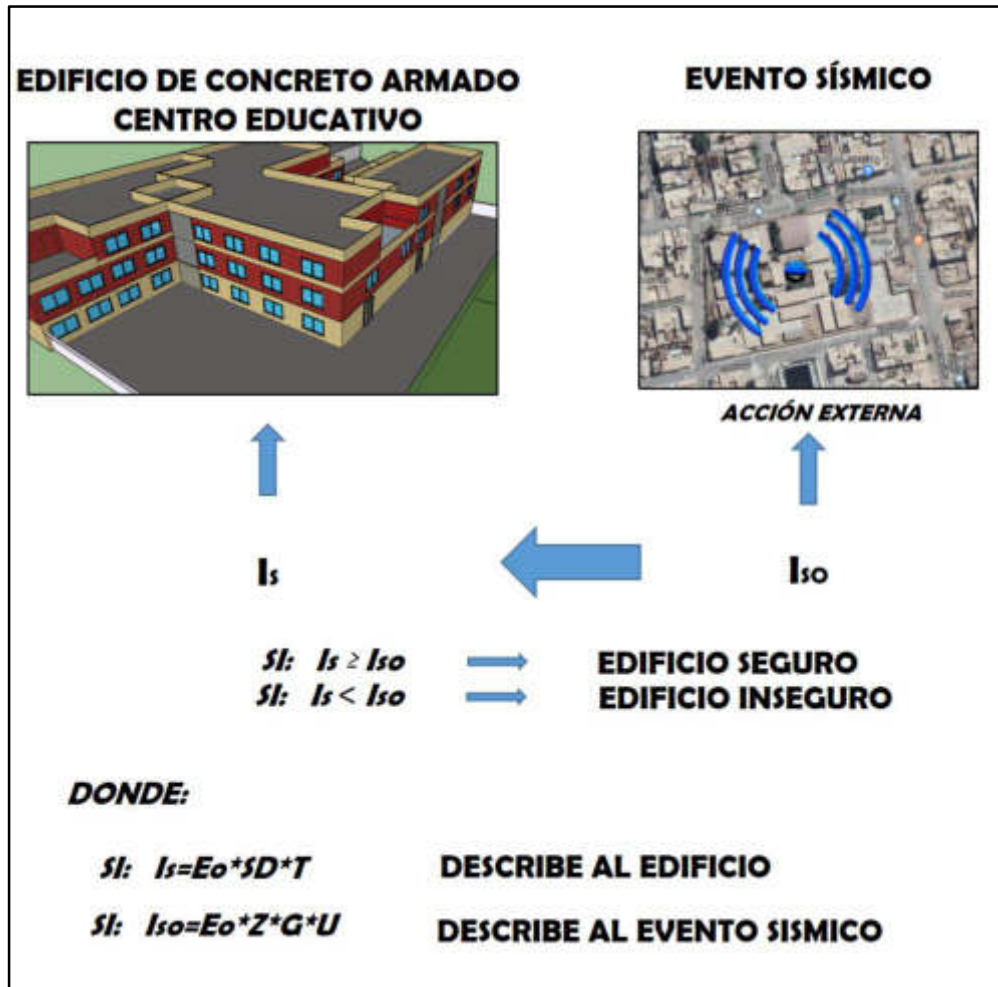 EDIFICIO DE CONCRETO ARMADO
CENTRO EDUCATIVO
EVENTO SÍSMICO
ACCIÓN EXTERNA
Is
Iso
SI: Is ≥ Iso
EDIFICIO SEGURO
SI: Is < Iso
EDIFICIO INSEGURO
DONDE:
SI: Is=Eo*SD*T
DESCRIBE AL EDIFICIO
SI: Iso=Eo*Z*G*U
DESCRIBE AL EVENTO SISMICO